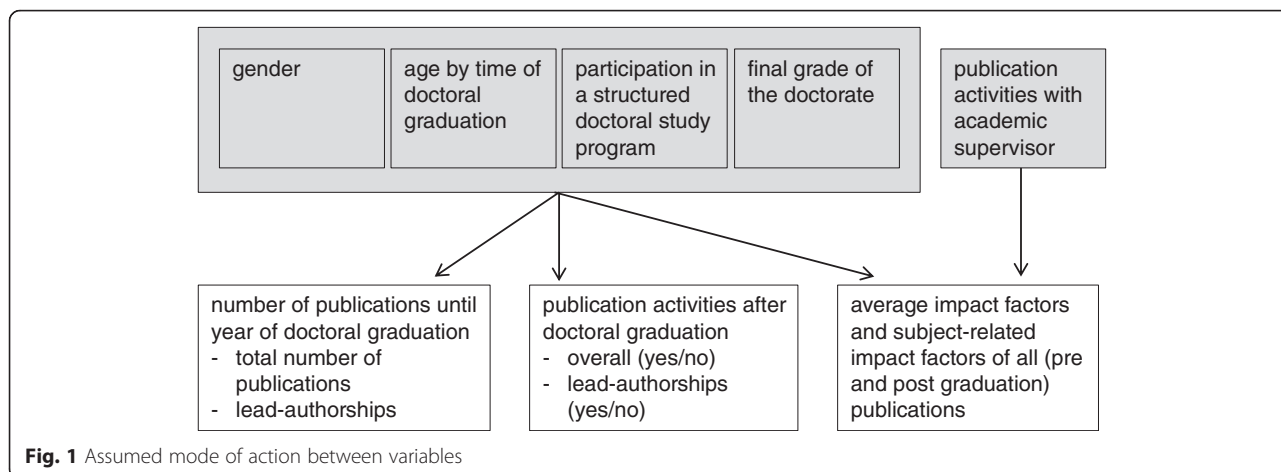 gender
age by time of
doctoral
graduation
participation in
a structured
doctoral study
program
final grade of
the doctorate
publication
activities with
academic
supervisor
number of publications until
year of doctoral graduation
- total number of
publications
- lead-authorships
publication activities after
doctoral graduation
- overall (yes/no)
- lead-authorships
(yes/no)
average impact factors
and subject-related
impact factors of all (pre
and post graduation)
publications
Fig. 1 Assumed mode of action between variables